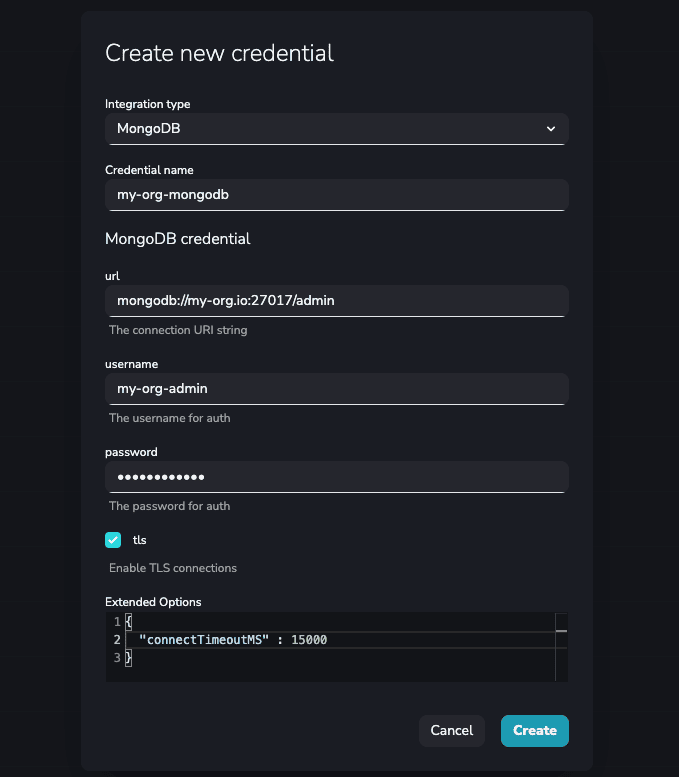 Create new credential
Integration type
MongoDB
Credential name
my-org-mongodb
MongoDB credential
url
mongodb://my-org.io:27017/admin
The connection URI string
username
my-org-admin
The username for auth
password
••••••••••••
The password for auth
tls
Enable TLS connections
Extended Options
1 {
2 "connectTimeoutMS" : 15000
3 }
Cancel Create